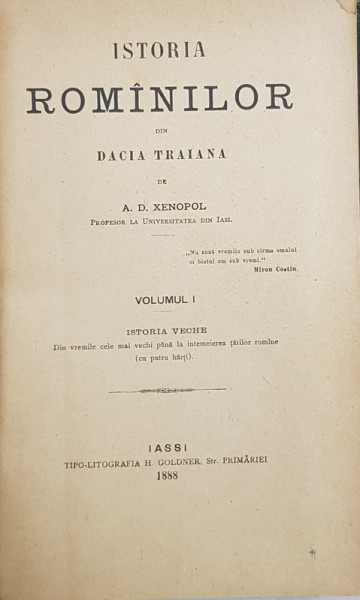 ISTORIA
ROMÎNILOR
DIN
DACIA TRAIANA
DE
A. D. XENOPOL
PROFESOR LA UNIVERSITATEA DIN IASI.
„Nu sunt vremile sub cîrma omului
ci bietul om sub vremi."
Miron Costin.
VOLUMUL I
ISTORIA VECHE
Din vremile cele mai vechi până la intemeierea țărilor romîne
(cu patru hărți).
IASSI
TIPO-LITOGRAFIA H. GOLDNER, Str. PRIMĂRIEI
1888